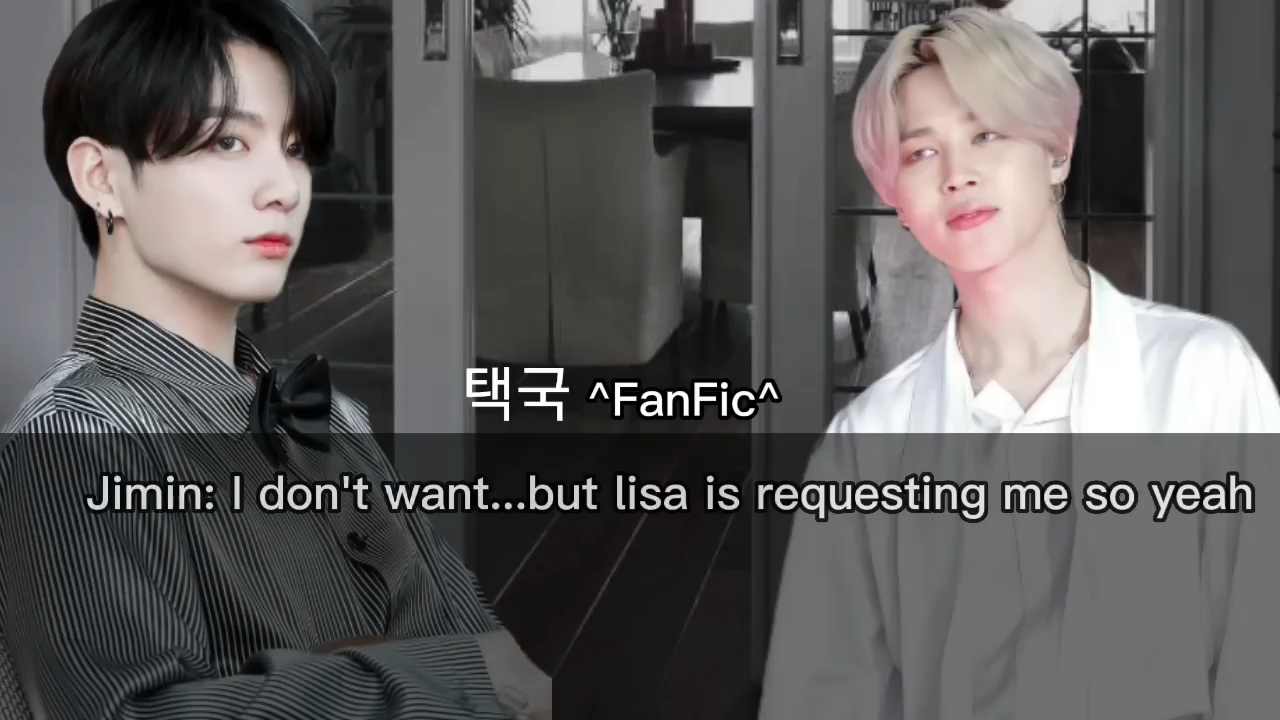 택국 ^FanFic^
Jimin: I don't want...but lisa is requesting me so yeah